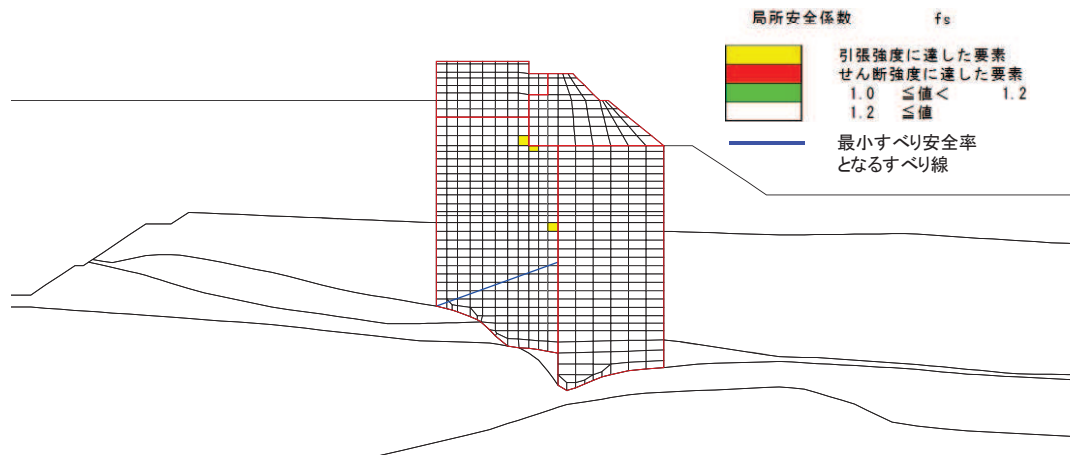 局所安全係数 fs
引張強度に達した要素
せん断強度に達した要素
1.0 ≦値< 1.2
1.2 ≦値
最小すべり安全率
となるすべり線